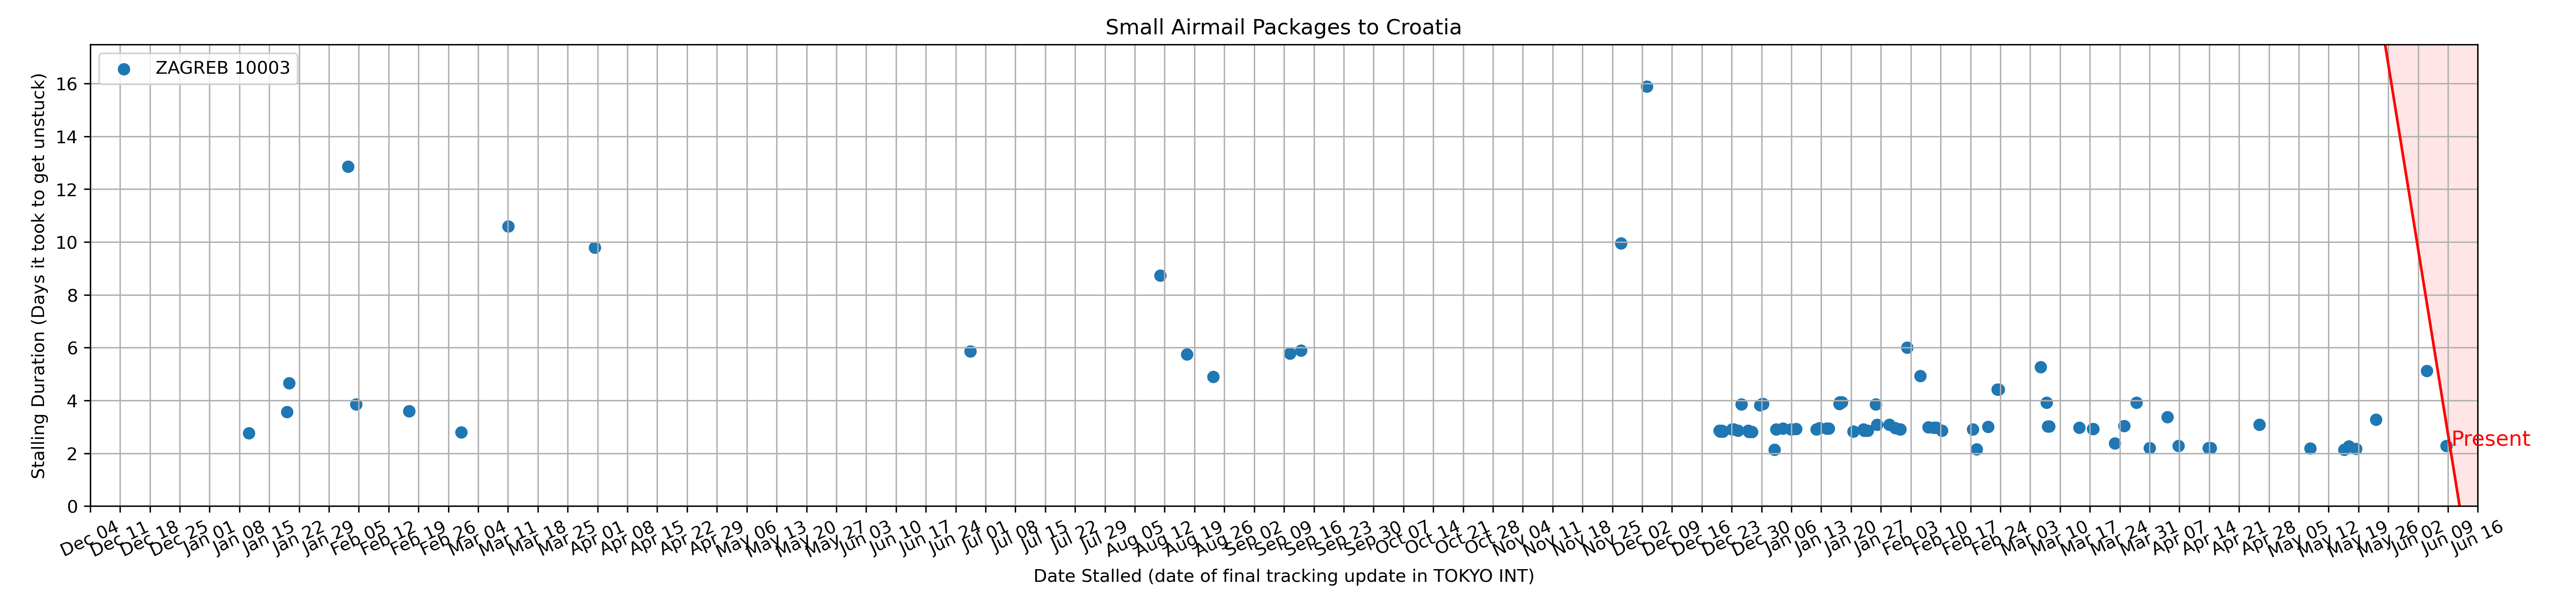 Small Airmail Packages to Croatia
ZAGREB 10003
Stalling Duration (Days it took to get unstuck)
16
14
12
10
8
6
4
2
0
Present
Dec 04
Dec 11
Dec 18
Dec 25
Jan 01
Jan 08
Jan 15
Jan 22
Jan 29
Feb 05
Feb 12
Feb 19
Feb 26
Mar 04
Mar 11
Mar 18
Mar 25
Apr 01
Apr 08
Apr 15
Apr 22
Apr 29
May 06
May 13
May 20
May 27
Jun 03
Jun 10
Jun 17
Jun 24
Jul 01
Jul 08
Jul 15
Jul 22
Jul 29
Aug 05
Aug 12
Aug 19
Aug 26
Sep 02
Sep 09
Sep 16
Sep 23
Sep 30
Oct 07
Oct 14
Oct 21
Oct 28
Nov 04
Nov 11
Nov 18
Nov 25
Dec 02
Dec 09
Dec 16
Dec 23
Dec 30
Jan 06
Jan 13
Jan 20
Jan 27
Feb 03
Feb 10
Feb 17
Feb 24
Mar 03
Mar 10
Mar 17
Mar 24
Mar 31
Apr 07
Apr 14
Apr 21
Apr 28
May 05
May 12
May 19
May 26
Jun 02
Jun 09
Jun 16
Date Stalled (date of final tracking update in TOKYO INT)